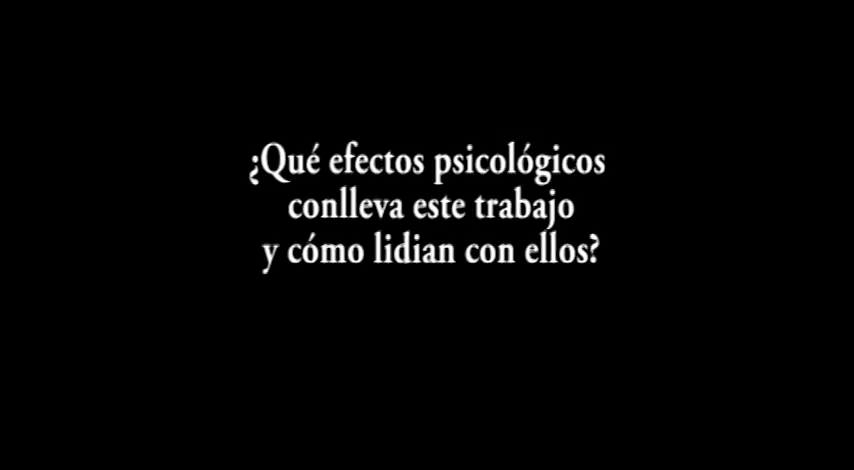 ¿Qué efectos psicológicos
conlleva este trabajo
y cómo lidian con ellos?